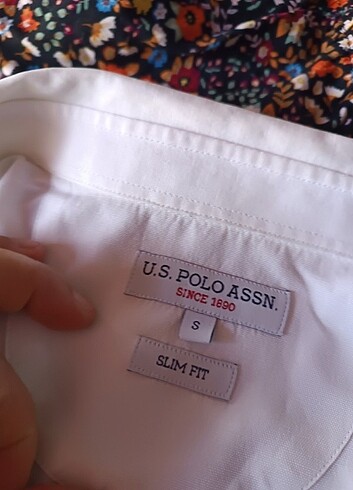 U.S. POLO ASSN.
SINCE 1890
S
SLIM FIT